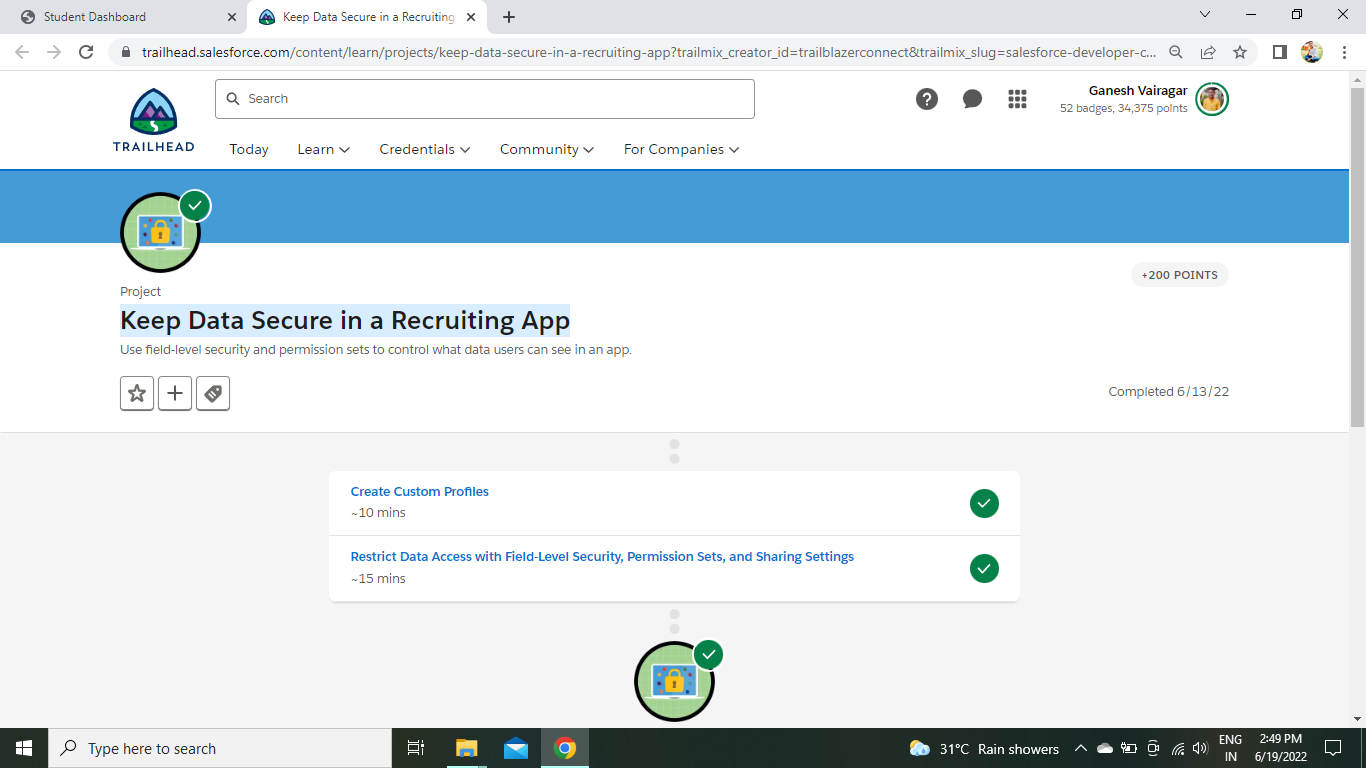 Student Dashboard
Keep Data Secure in a Recruiting
trailhead.salesforce.com/content/learn/projects/keep-data-secure-in-a-recruiting-app?trailmix_creator_id=trailblazerconnect&trailmix_slug=salesforce-developer-c...
TRAILHEAD
Search
Ganesh Vairagar
52 badges, 34,375 points
Today Learn Credentials Community For Companies
+200 POINTS
Project
Keep Data Secure in a Recruiting App
Use field-level security and permission sets to control what data users can see in an app.
Completed 6/13/22
Create Custom Profiles
~10 mins
Restrict Data Access with Field-Level Security, Permission Sets, and Sharing Settings
~15 mins
Type here to search
31°C Rain showers
ENG
IN
2:49 PM
6/19/2022